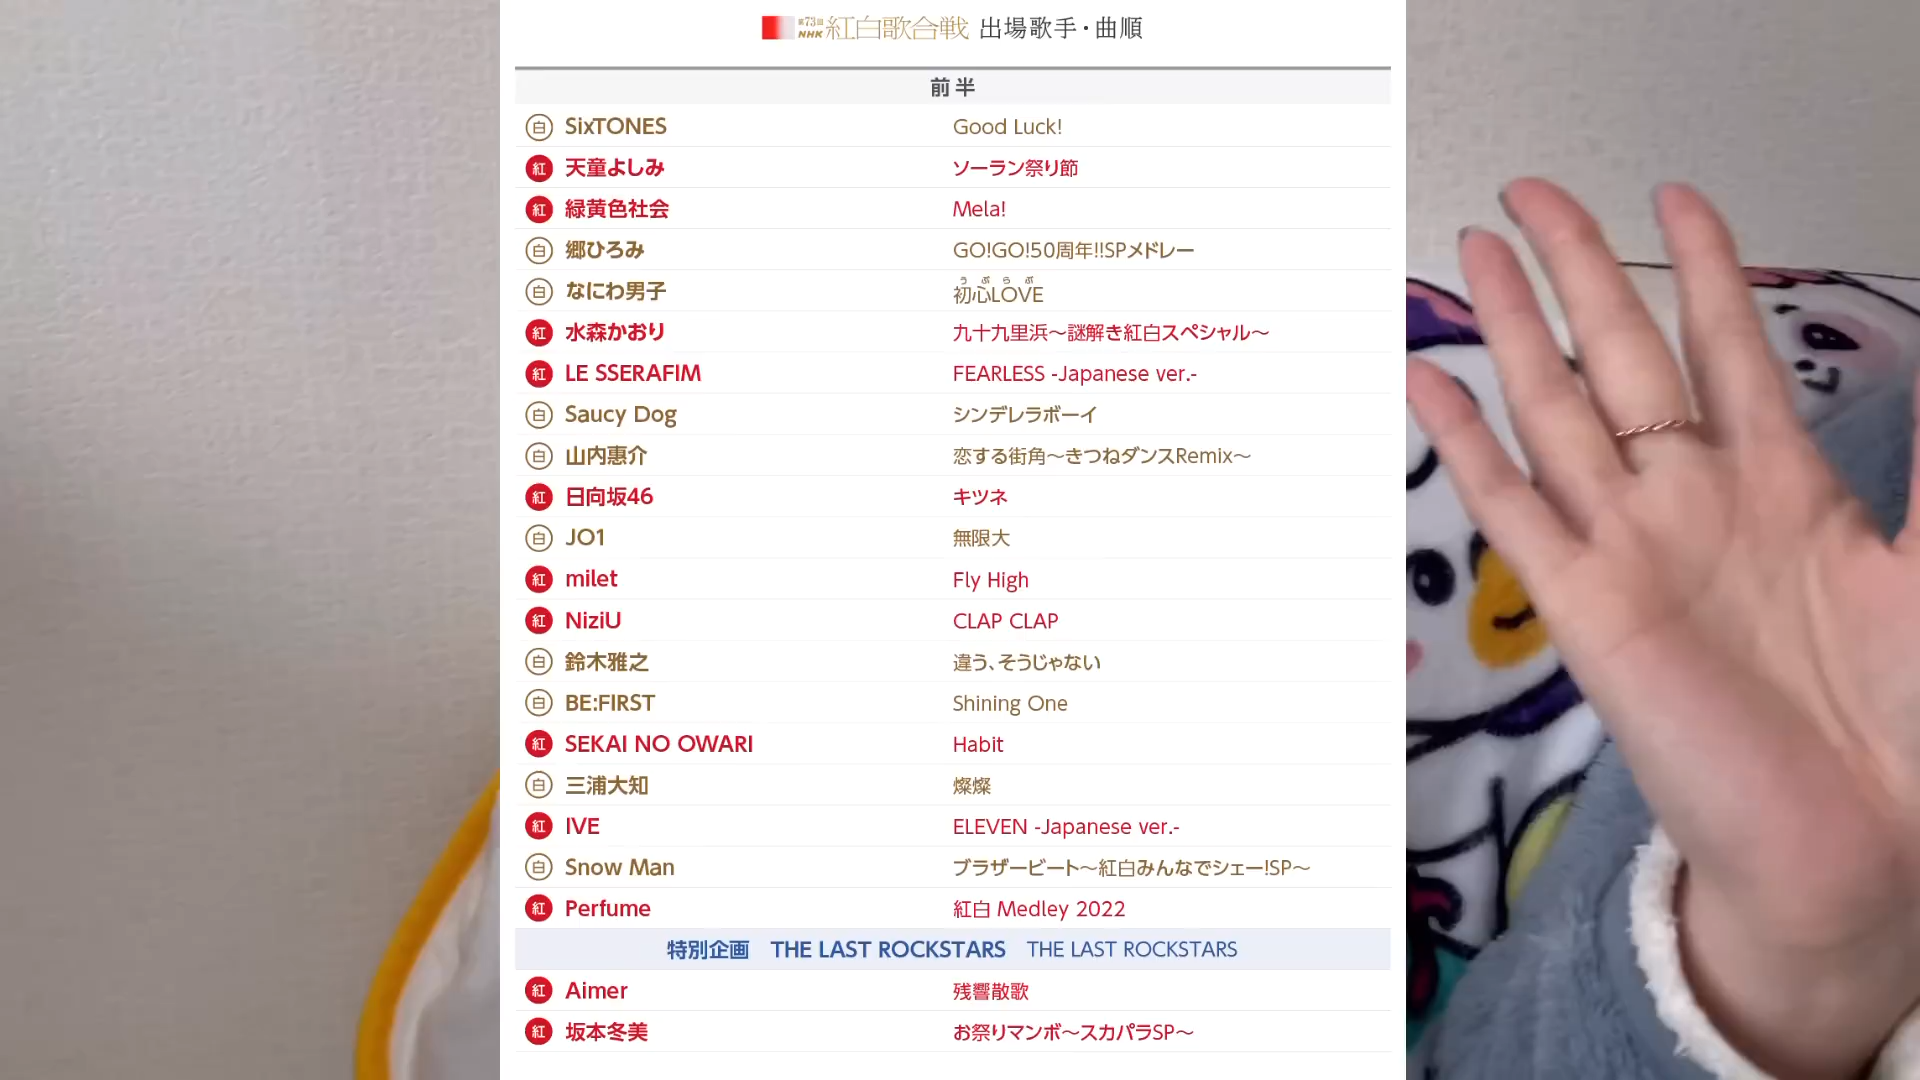 第73回 NHK 紅白歌合戦 出場歌手・曲順
前半
白 SixTONES Good Luck!
紅 天童よしみ ソーラン祭り節
紅 緑黄色社会 Mela!
白 郷ひろみ GO!GO!50周年!!SPメドレー
うぶらぶ
白 なにわ男子 初心LOVE
紅 水森かおり 九十九里浜〜謎解き紅白スペシャル〜
紅 LE SSERAFIM FEARLESS -Japanese ver.-
白 Saucy Dog シンデレラボーイ
白 山内惠介 恋する街角〜きつねダンスRemix〜
紅 日向坂46 キツネ
白 JO1 無限大
紅 milet Fly High
紅 NiziU CLAP CLAP
白 鈴木雅之 違う、そうじゃない
白 BE:FIRST Shining One
紅 SEKAI NO OWARI Habit
白 三浦大知 燦燦
紅 IVE ELEVEN -Japanese ver.-
白 Snow Man ブラザービート〜紅白みんなでシェー!SP〜
紅 Perfume 紅白 Medley 2022
特別企画 THE LAST ROCKSTARS THE LAST ROCKSTARS
紅 Aimer 残響散歌
紅 坂本冬美 お祭りマンボ〜スカパラSP〜